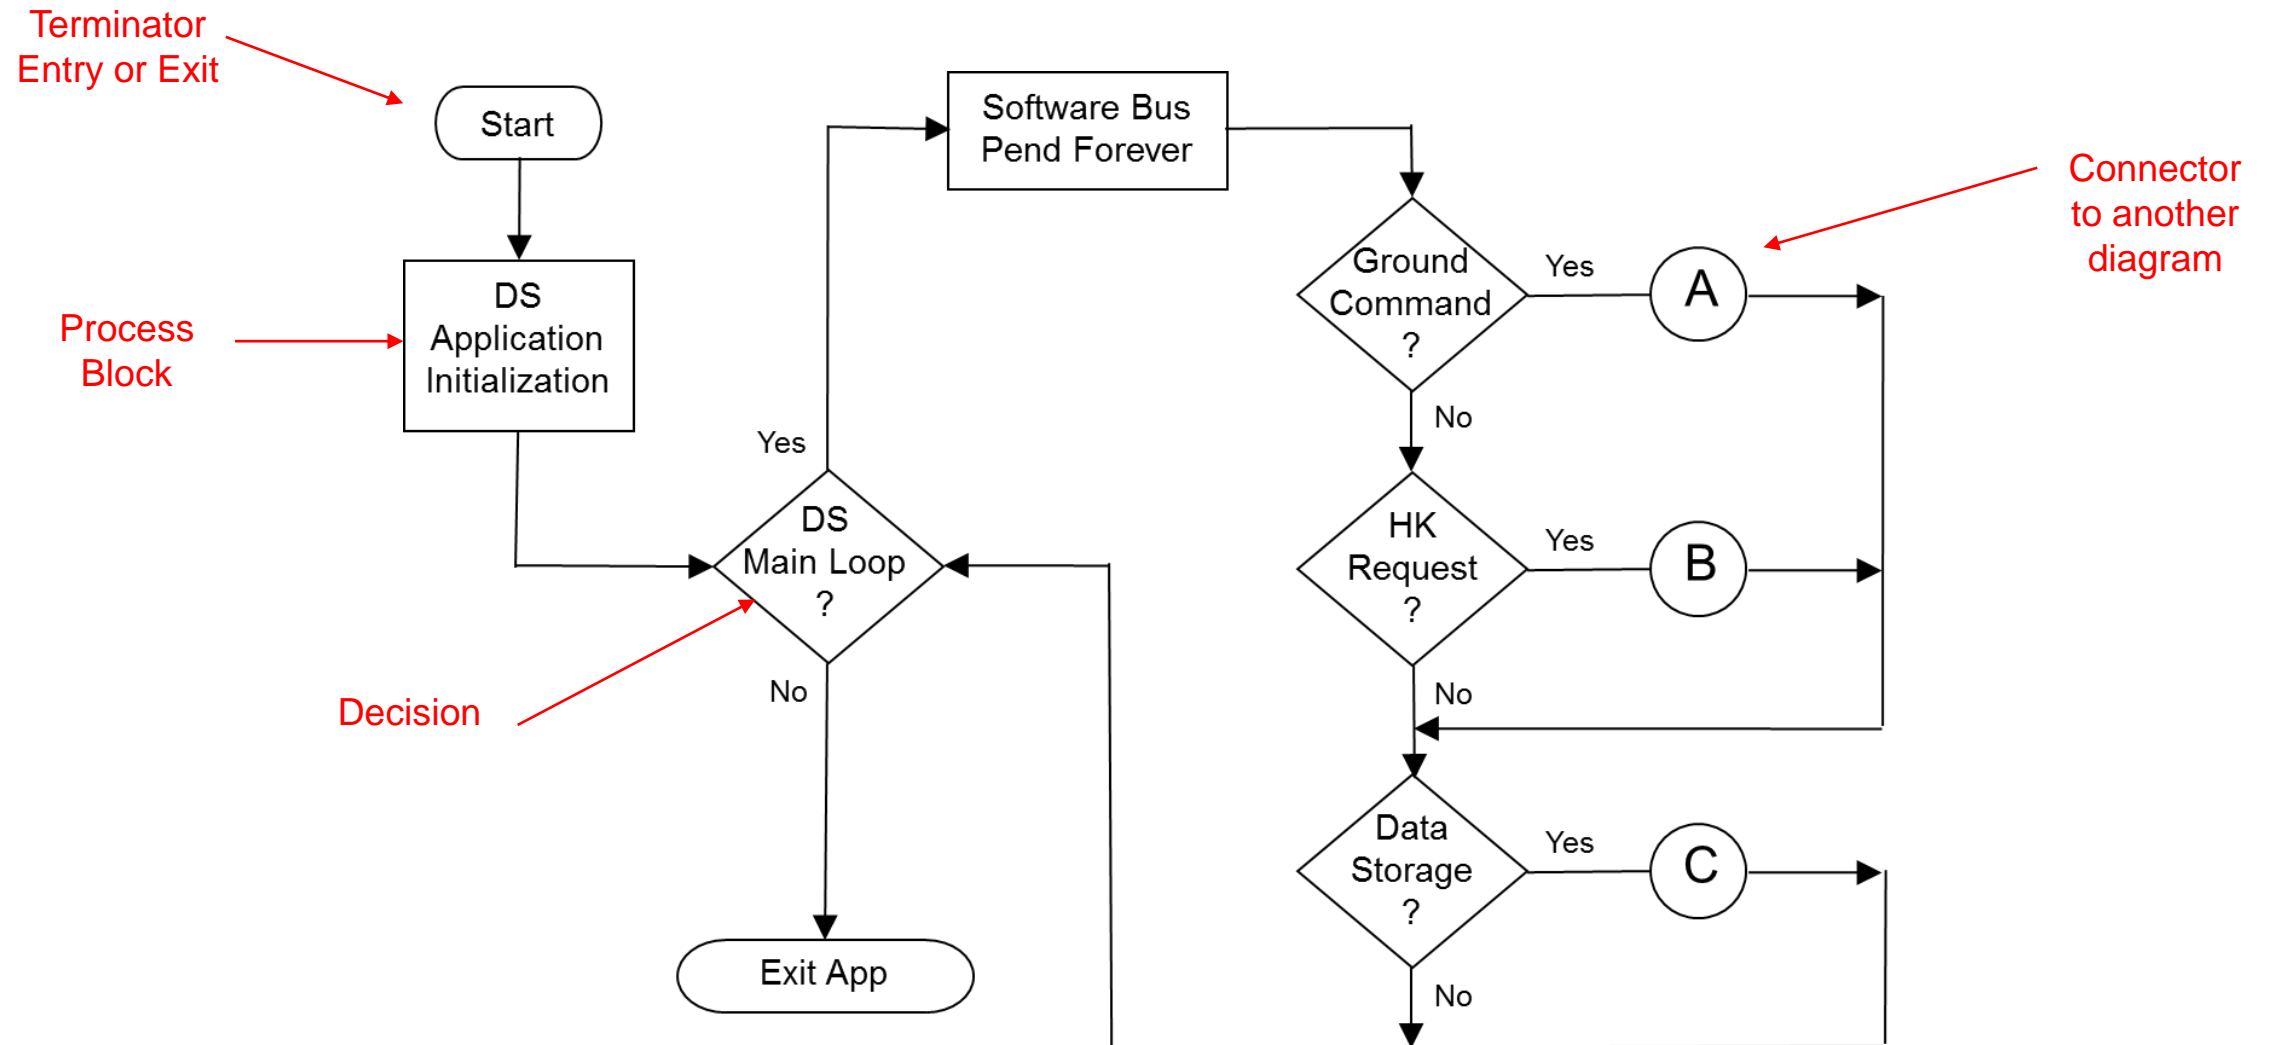 Terminator
Entry or Exit
Start
Software Bus
Pend Forever
Connector
to another
diagram
Ground
Command
?
Yes
A
No
Process
Block
DS
Application
Initialization
Yes
DS
Main Loop
?
No
HK
Request
?
Yes
B
No
Decision
Data
Storage
?
Yes
C
No
Exit App